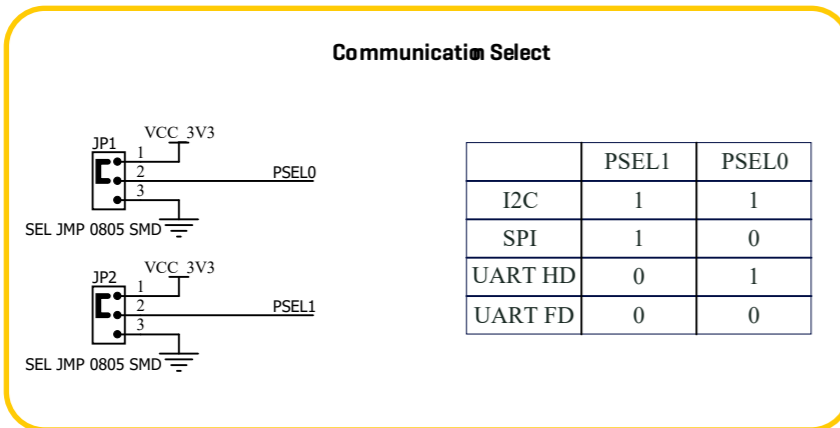 Communication Select
JP1
VCC_3V3
1
2
3
PSEL0
SEL JMP 0805 SMD
JP2
VCC_3V3
1
2
3
PSEL1
SEL JMP 0805 SMD
PSEL1 PSEL0
I2C 1 1
SPI 1 0
UART HD 0 1
UART FD 0 0